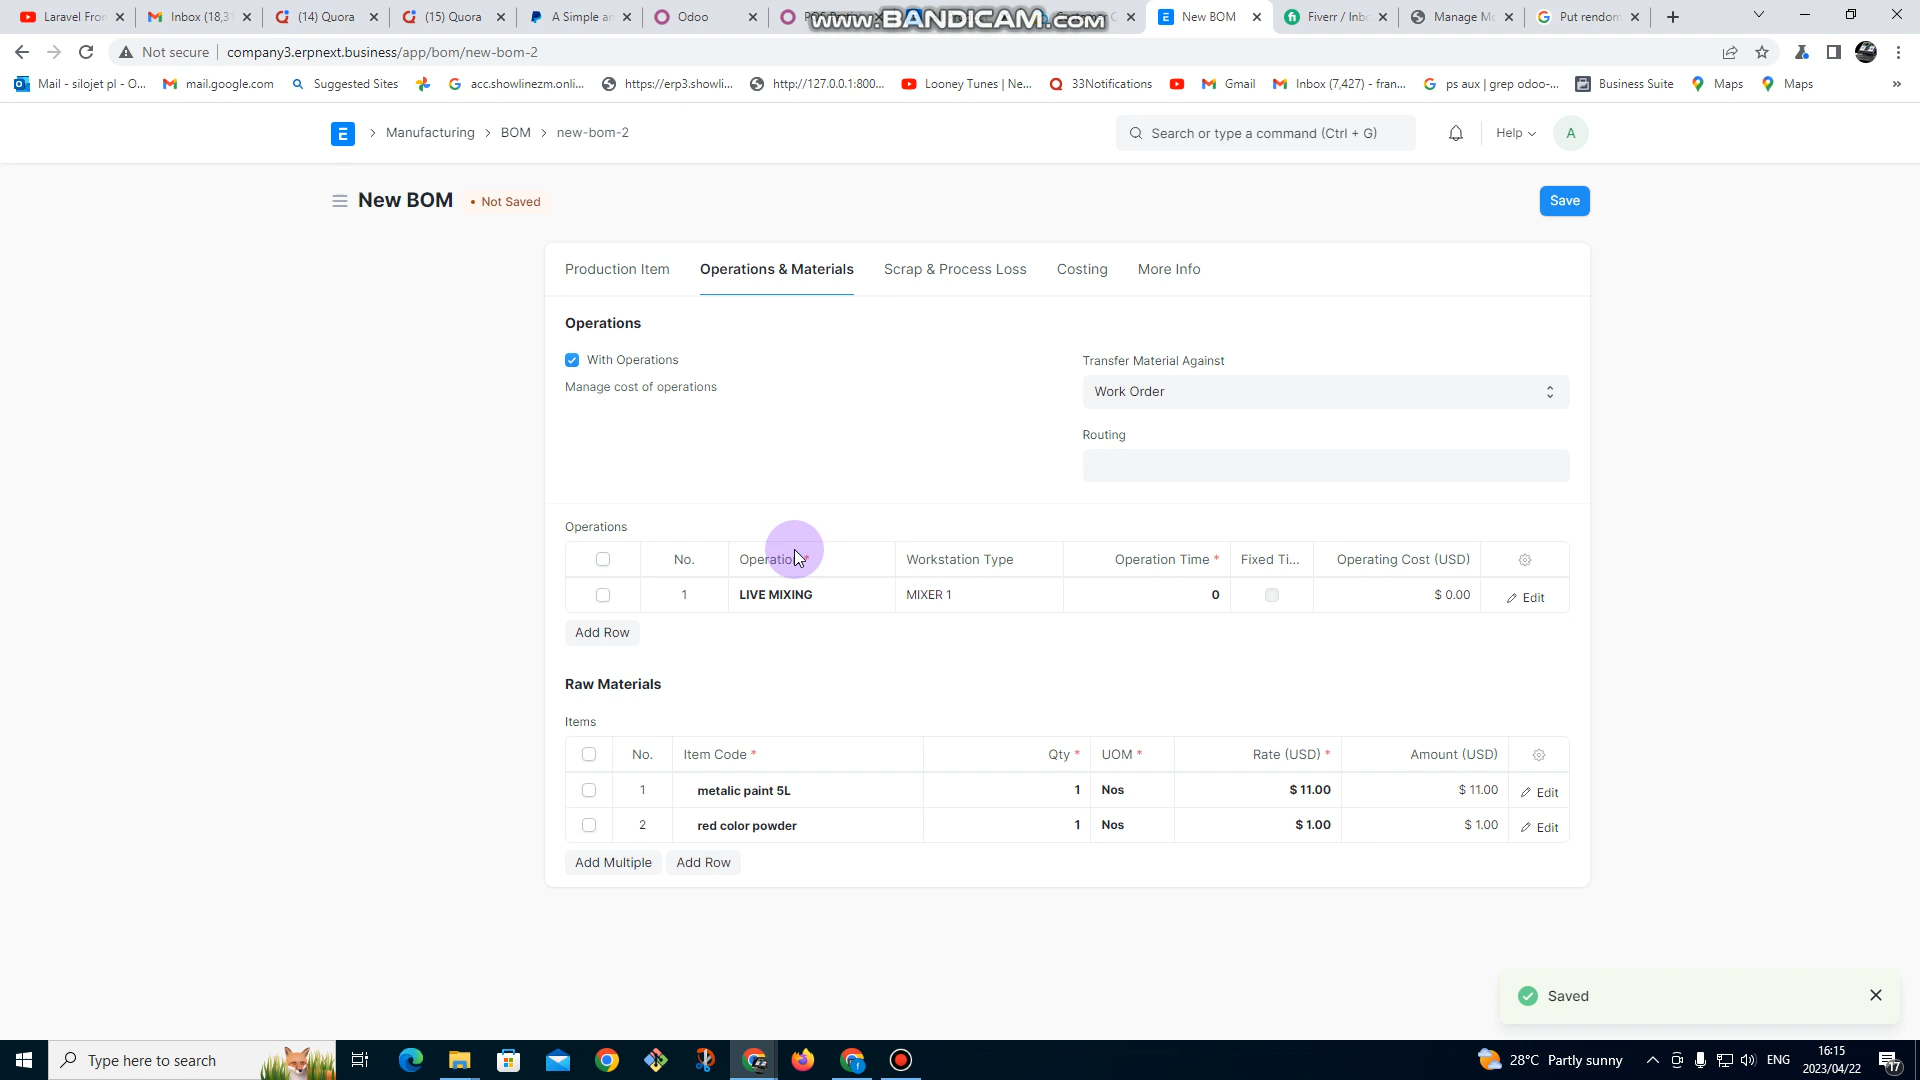 Laravel Fron
Inbox (18,3
(14) Quora
(15) Quora
A Simple a
Odoo
www.BANDICAM.com
New BOM
Fiverr / Inb
Manage Mo
Put rendom
Not secure
company3.erpnext.business/app/bom/new-bom-2
Mail - silojet pl - O...
mail.google.com
Suggested Sites
acc.showlinezm.onli...
https://erp3.showli...
http://127.0.0.1:800...
Looney Tunes | Ne...
33Notifications
Gmail
Inbox (7,427) - fran...
ps aux | grep odoo-...
Business Suite
Maps
Maps
»
E
Manufacturing
BOM
new-bom-2
Search or type a command (Ctrl + G)
Help
A
New BOM
• Not Saved
Save
Production Item
Operations & Materials
Scrap & Process Loss
Costing
More Info
Operations
With Operations
Manage cost of operations
Transfer Material Against
Work Order
Routing
Operations
No.
Operation *
Workstation Type
Operation Time *
Fixed Ti...
Operating Cost (USD)
1
LIVE MIXING
MIXER 1
0
$ 0.00
Edit
Add Row
Raw Materials
Items
No.
Item Code *
Qty *
UOM *
Rate (USD) *
Amount (USD)
1
metalic paint 5L
1
Nos
$ 11.00
$ 11.00
Edit
2
red color powder
1
Nos
$ 1.00
$ 1.00
Edit
Add Multiple
Add Row
Saved
Type here to search
28°C Partly sunny
ENG
16:15
2023/04/22
17